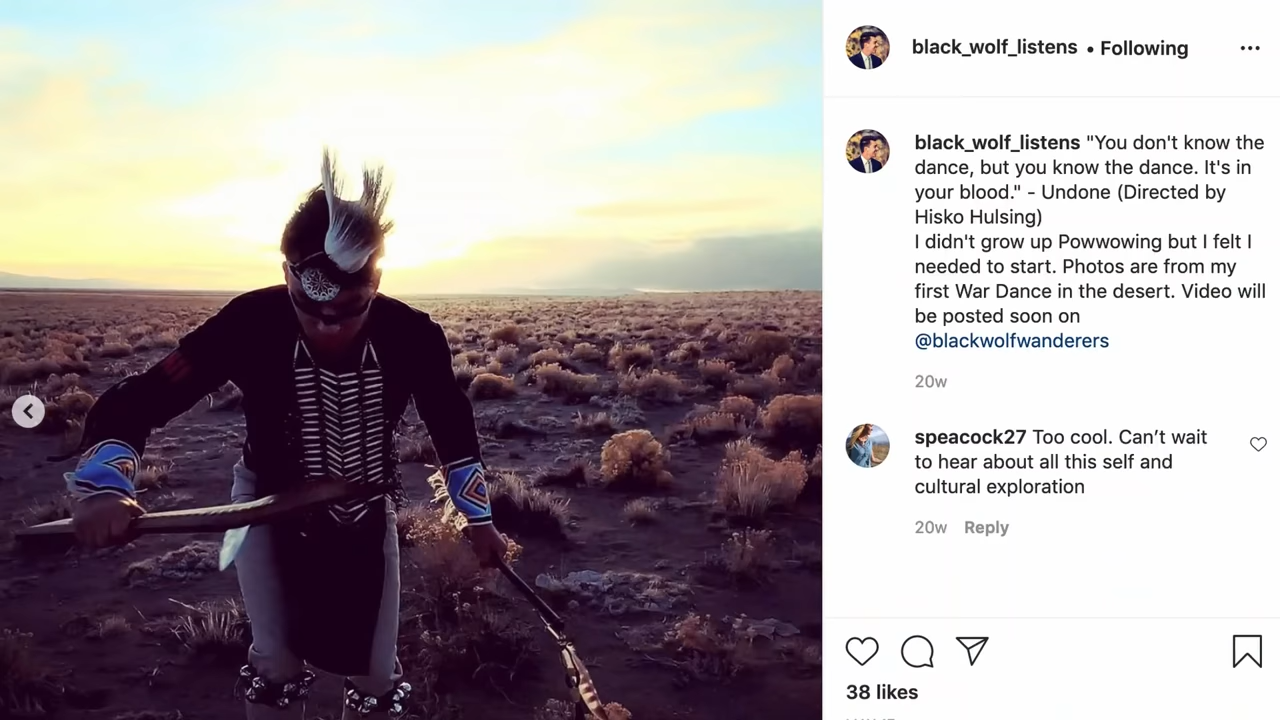 black_wolf_listens • Following
black_wolf_listens "You don't know the
dance, but you know the dance. It's in
your blood." - Undone (Directed by
Hisko Hulsing)
I didn't grow up Powwowing but I felt I
needed to start. Photos are from my
first War Dance in the desert. Video will
be posted soon on
@blackwolfwanderers
20w
speacock27 Too cool. Can’t wait
to hear about all this self and
cultural exploration
20w Reply
38 likes